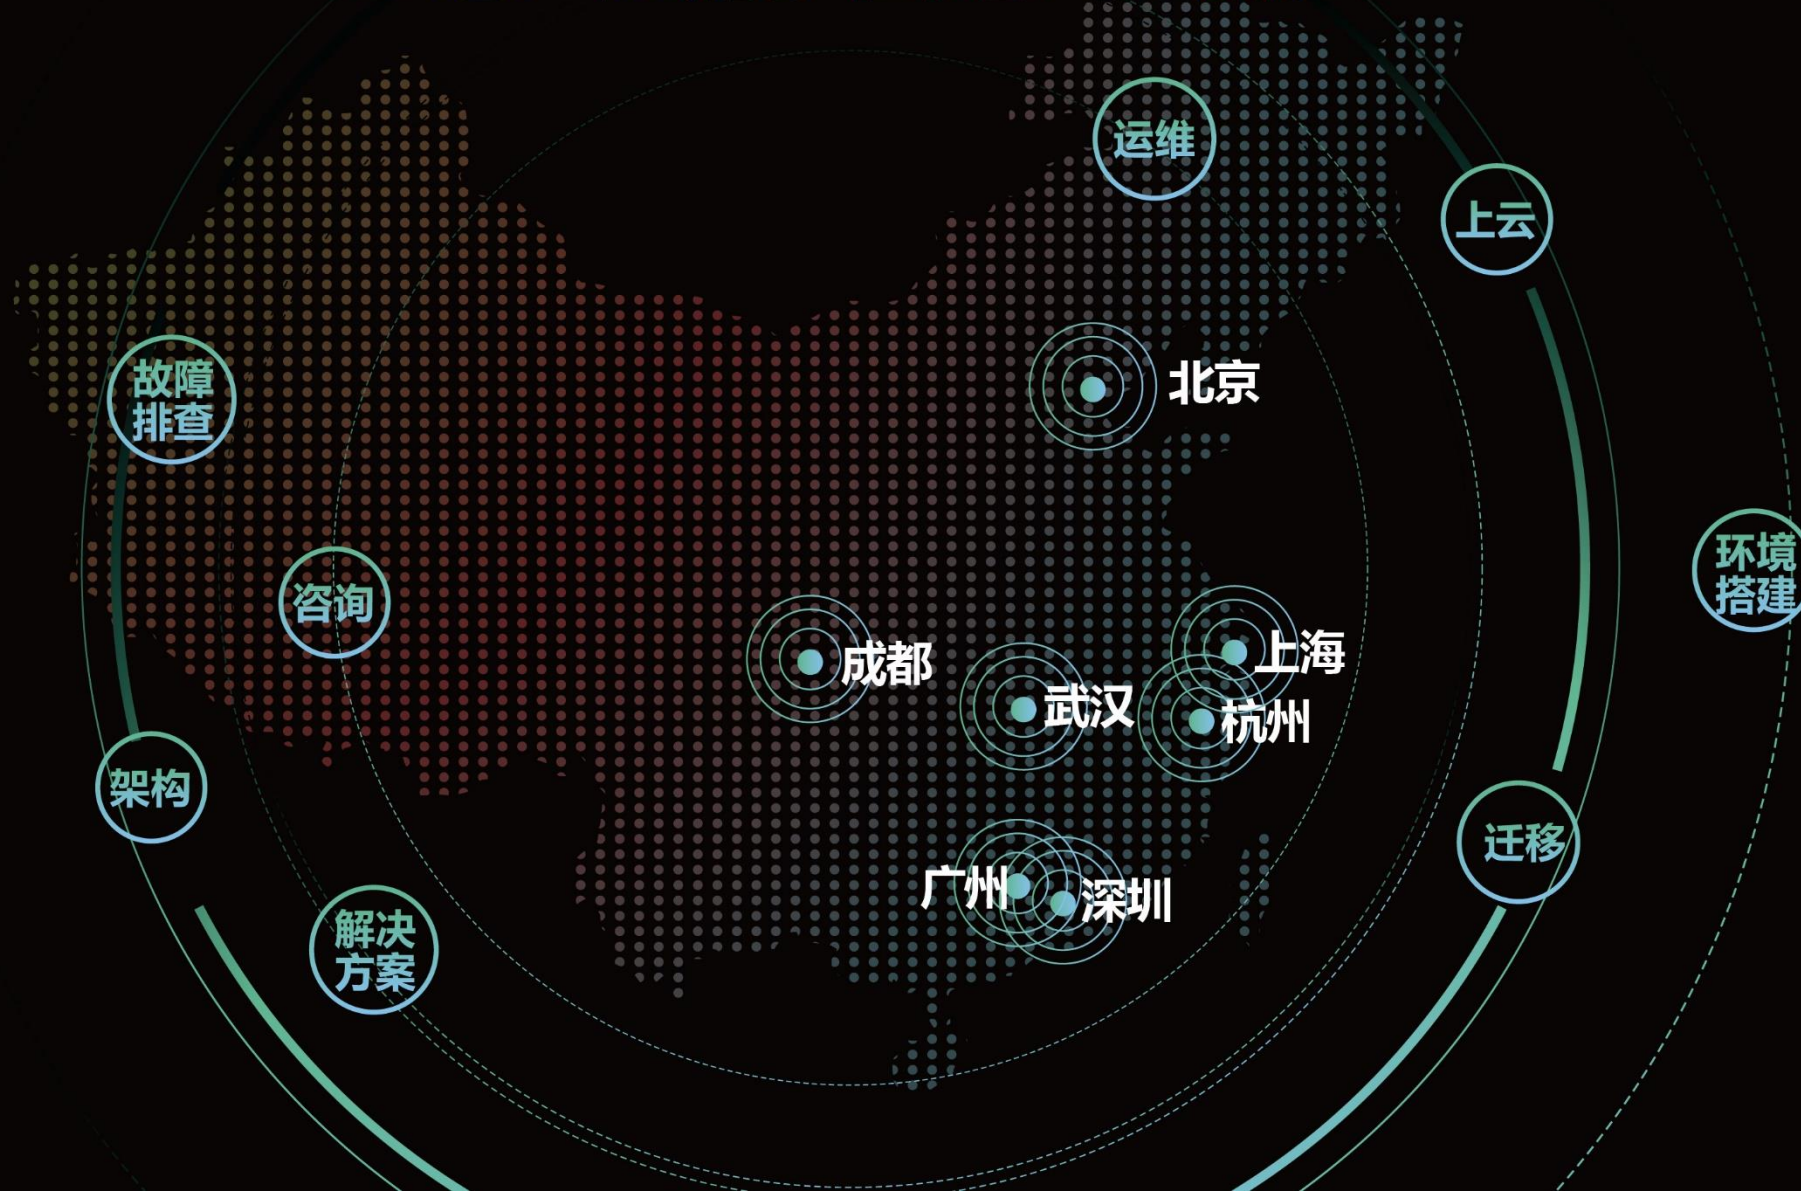 运维
上云
故障
排查
北京
环境
搭建
咨询
成都
上海
武汉
杭州
架构
迁移
广州
深圳
解决
方案